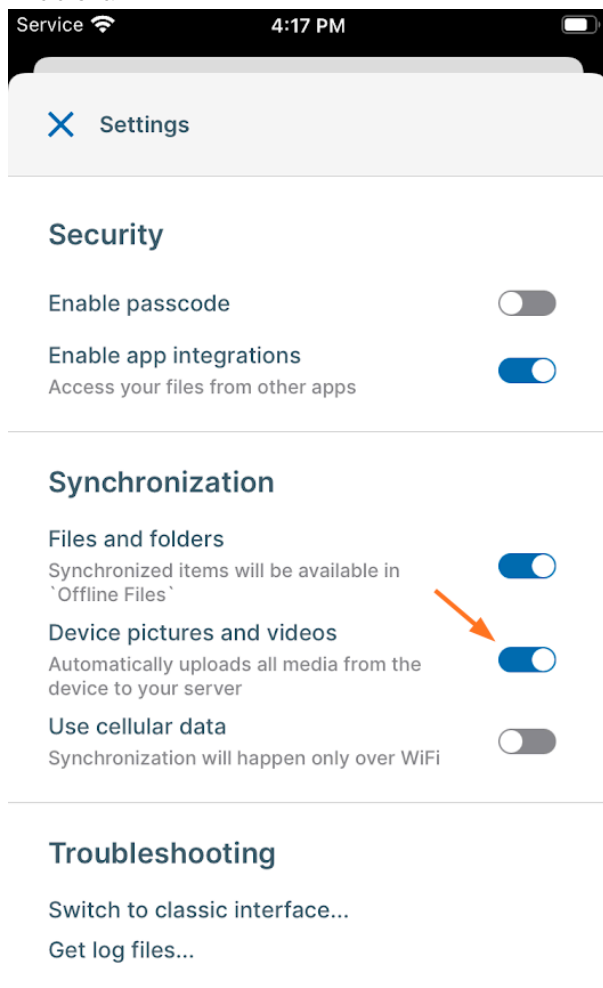 Service
4:17 PM
Settings
Security
Enable passcode
Enable app integrations
Access your files from other apps
Synchronization
Files and folders
Synchronized items will be available in
`Offline Files`
Device pictures and videos
Automatically uploads all media from the
device to your server
Use cellular data
Synchronization will happen only over WiFi
Troubleshooting
Switch to classic interface...
Get log files...